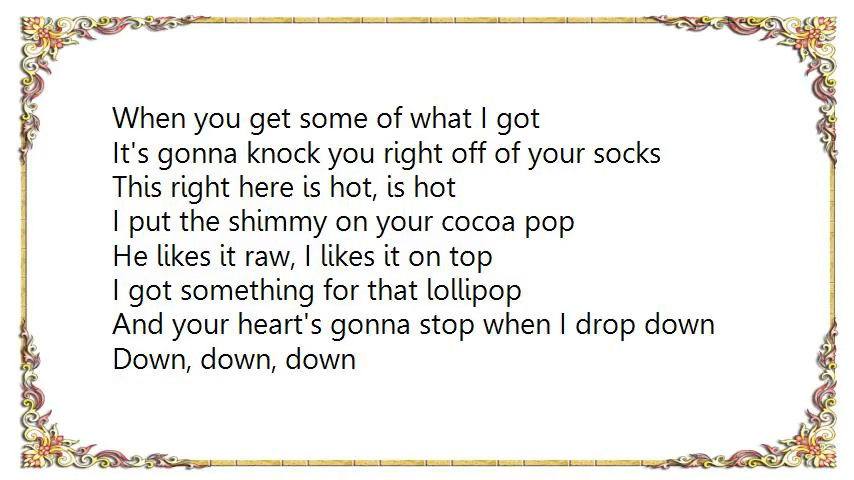 When you get some of what I got
It's gonna knock you right off of your socks
This right here is hot, is hot
I put the shimmy on your cocoa pop
He likes it raw, I likes it on top
I got something for that lollipop
And your heart's gonna stop when I drop down
Down, down, down